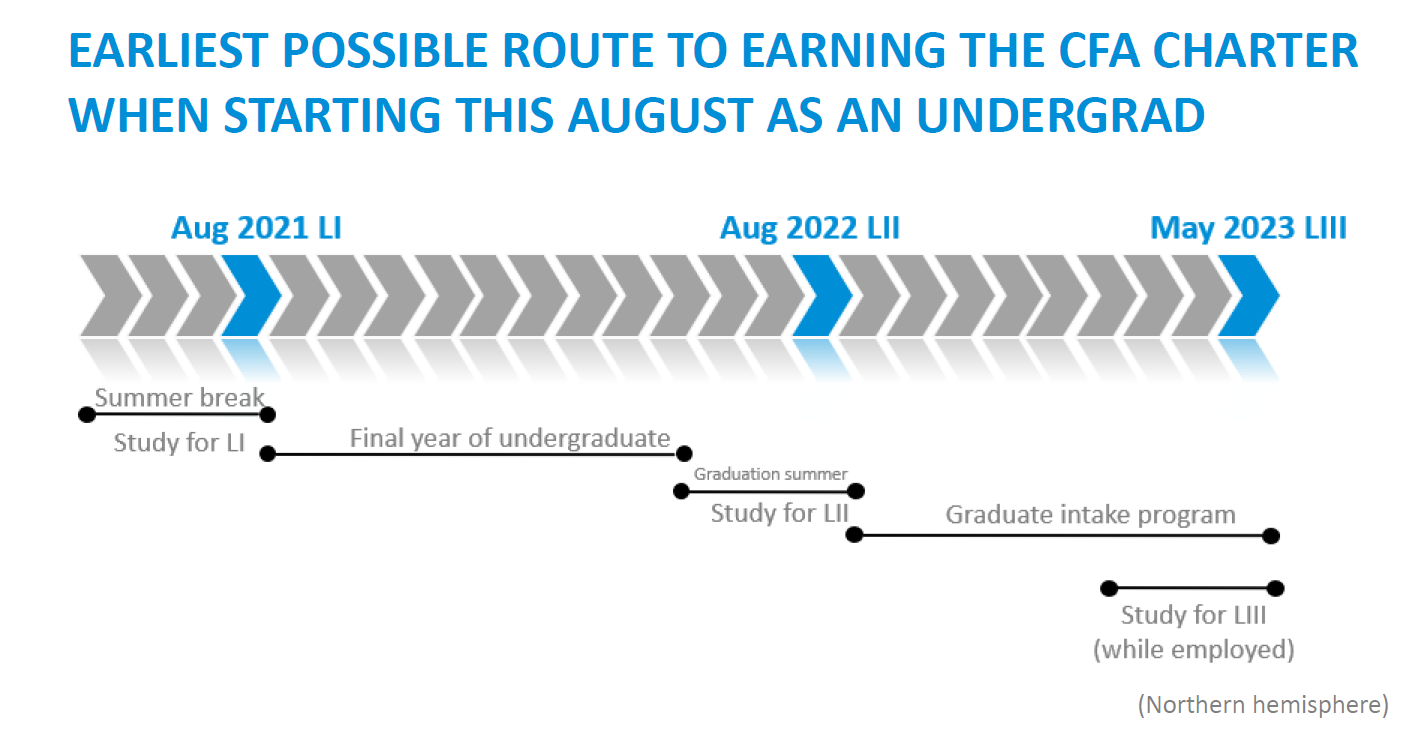 EARLIEST POSSIBLE ROUTE TO EARNING THE CFA CHARTER
WHEN STARTING THIS AUGUST AS AN UNDERGRAD
Aug 2021 LI
Aug 2022 LII
May 2023 LIII
Summer break
Study for LI
Final year of undergraduate
Graduation summer
Study for LII
Graduate intake program
Study for LIII
(while employed)
(Northern hemisphere)